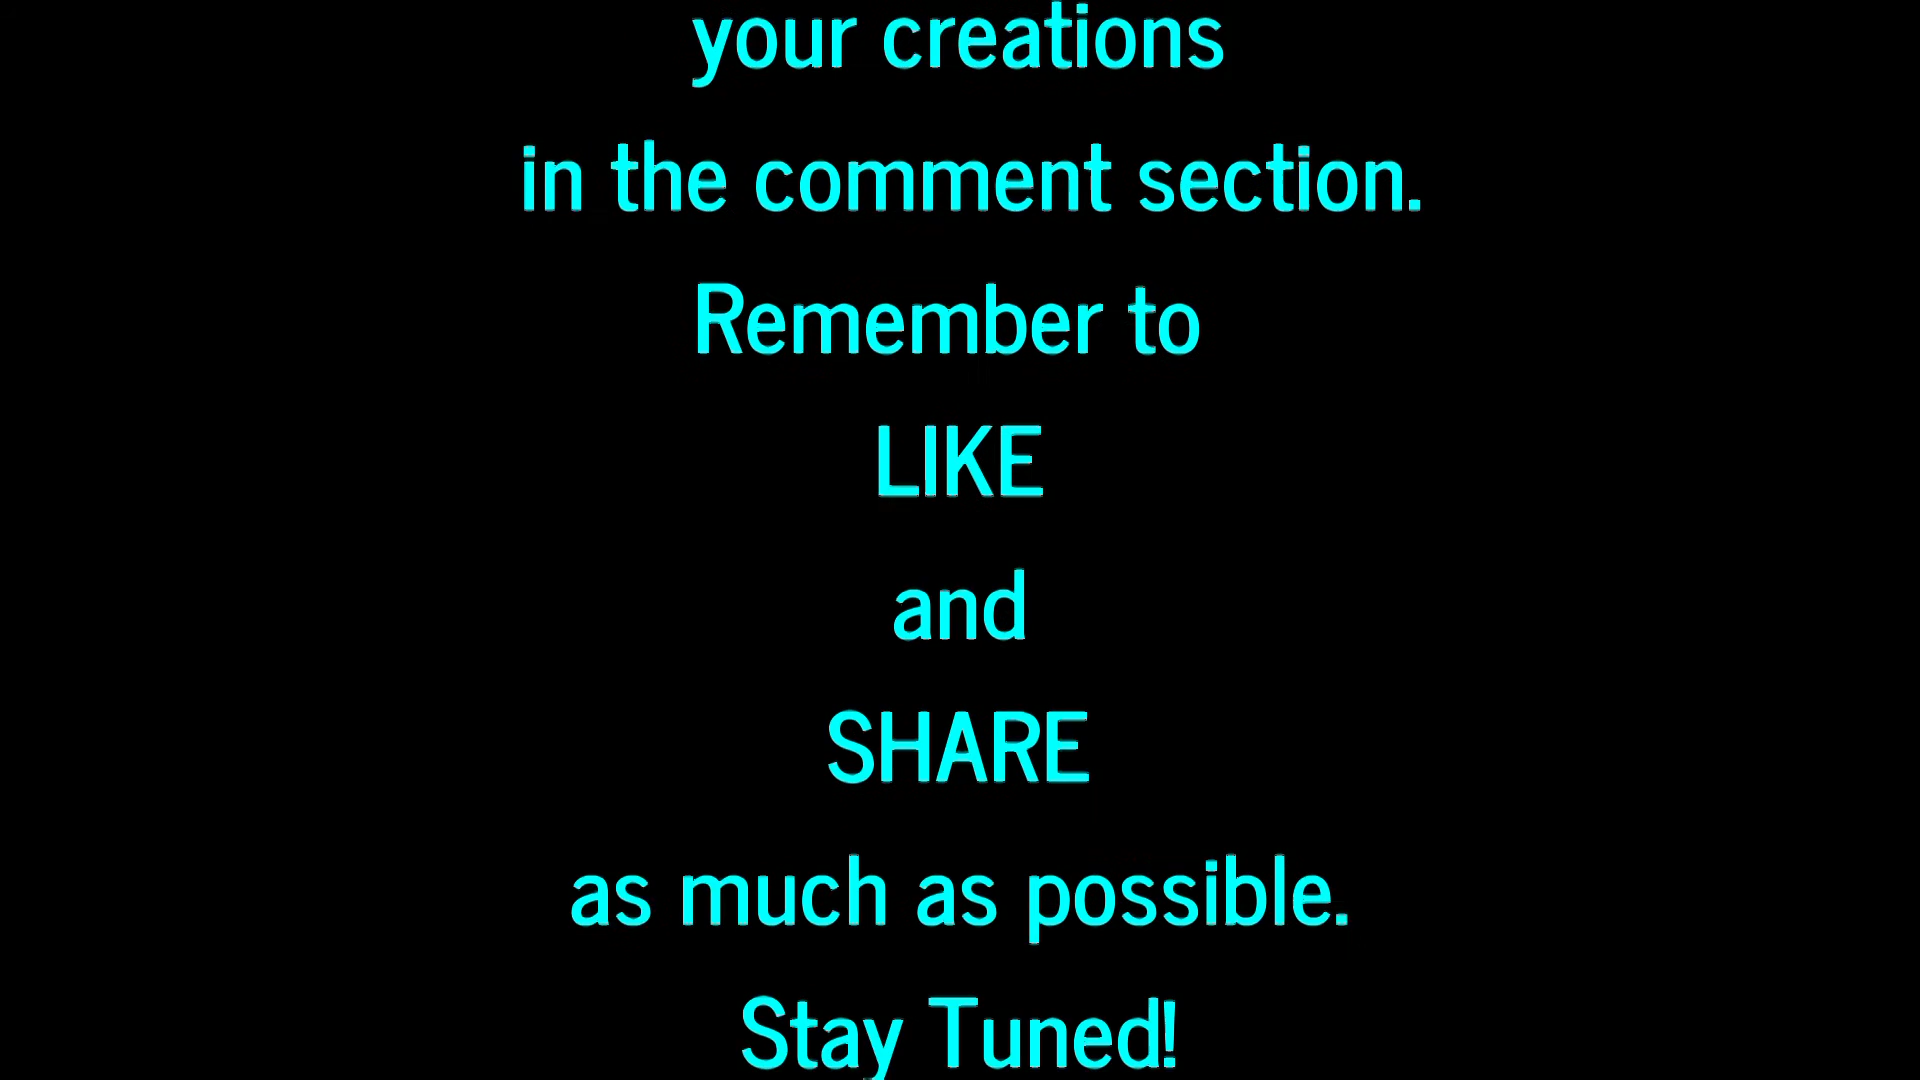 your creations
in the comment section.
Remember to
LIKE
and
SHARE
as much as possible.
Stay Tuned!